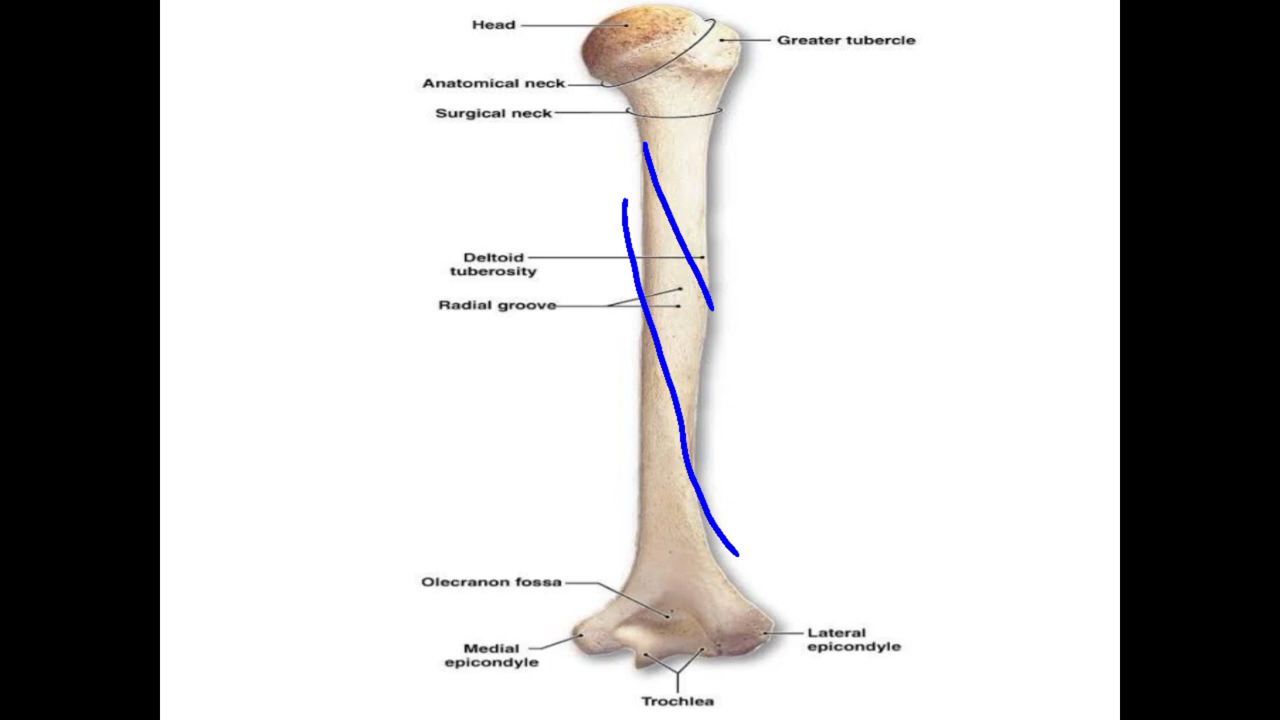 Head
Greater tubercle
Anatomical neck
Surgical neck
Deltoid
tuberosity
Radial groove
Olecranon fossa
Medial
epicondyle
Lateral
epicondyle
Trochlea